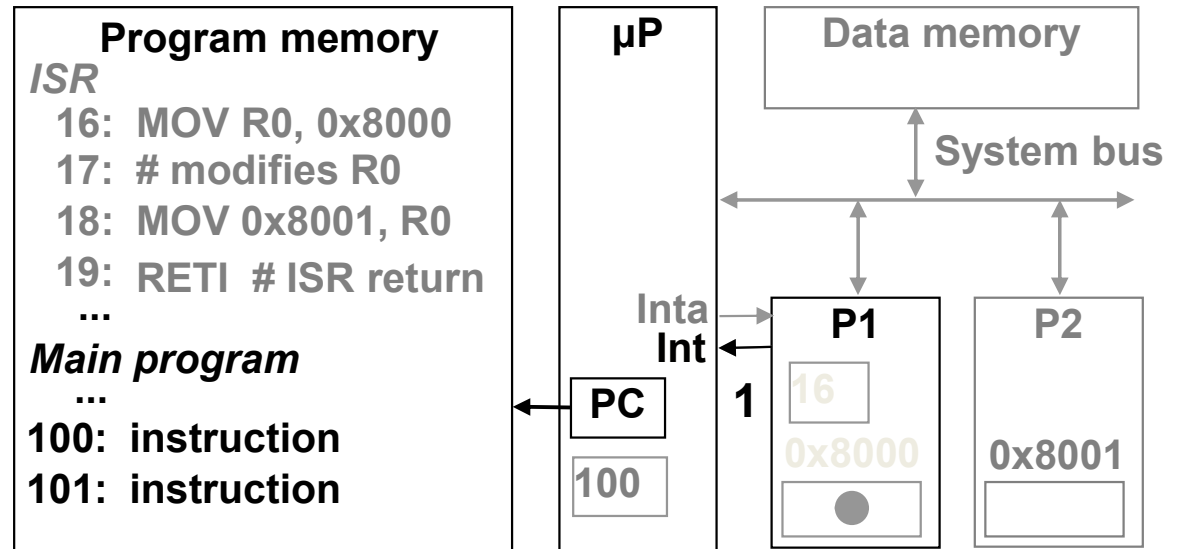 Program memory
ISR
16: MOV R0, 0x8000
17: # modifies R0
18: MOV 0x8001, R0
19: RETI # ISR return
...
Main program
...
100: instruction
101: instruction
µP
Inta
Int
PC
100
Data memory
System bus
1
P1
16
0x8000
P2
0x8001